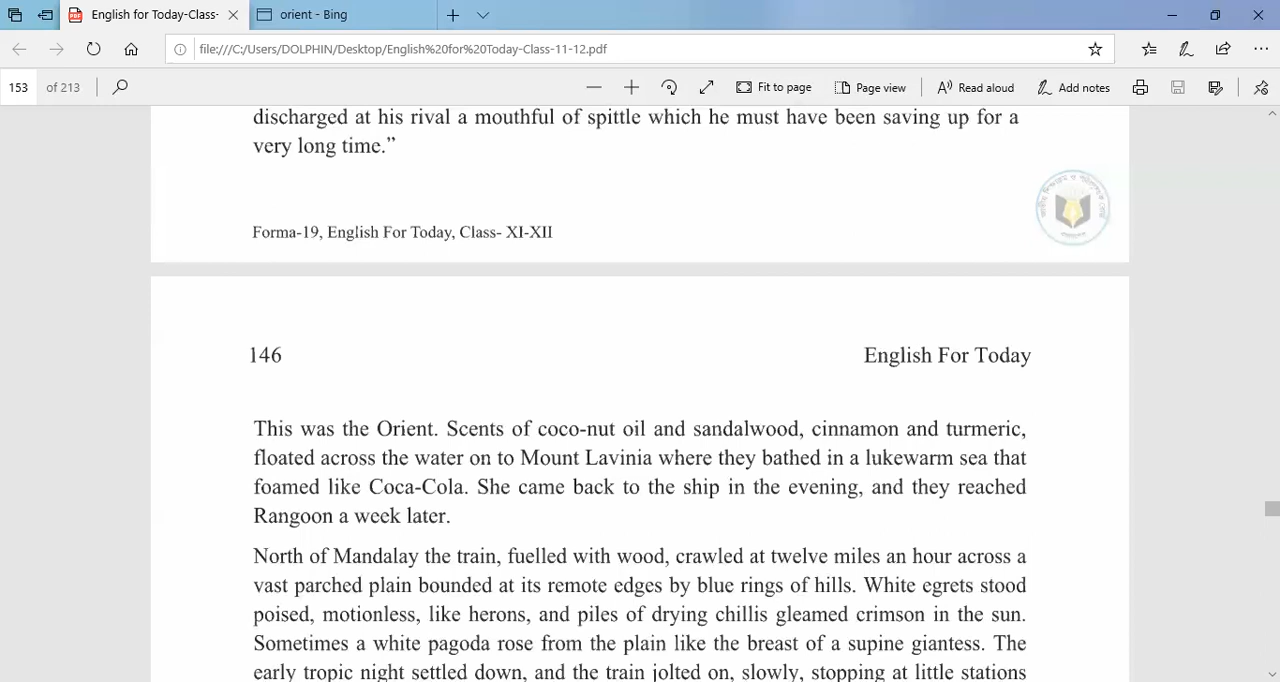 English for Today-Class-
orient - Bing
file:///C:/Users/DOLPHIN/Desktop/English%20for%20Today-Class-11-12.pdf
153 of 213
Fit to page
Page view
Read aloud
Add notes
discharged at his rival a mouthful of spittle which he must have been saving up for a
very long time.”
Forma-19, English For Today, Class- XI-XII
146 English For Today
This was the Orient. Scents of coco-nut oil and sandalwood, cinnamon and turmeric,
floated across the water on to Mount Lavinia where they bathed in a lukewarm sea that
foamed like Coca-Cola. She came back to the ship in the evening, and they reached
Rangoon a week later.
North of Mandalay the train, fuelled with wood, crawled at twelve miles an hour across a
vast parched plain bounded at its remote edges by blue rings of hills. White egrets stood
poised, motionless, like herons, and piles of drying chillis gleamed crimson in the sun.
Sometimes a white pagoda rose from the plain like the breast of a supine giantess. The
early tropic night settled down, and the train jolted on, slowly, stopping at little stations